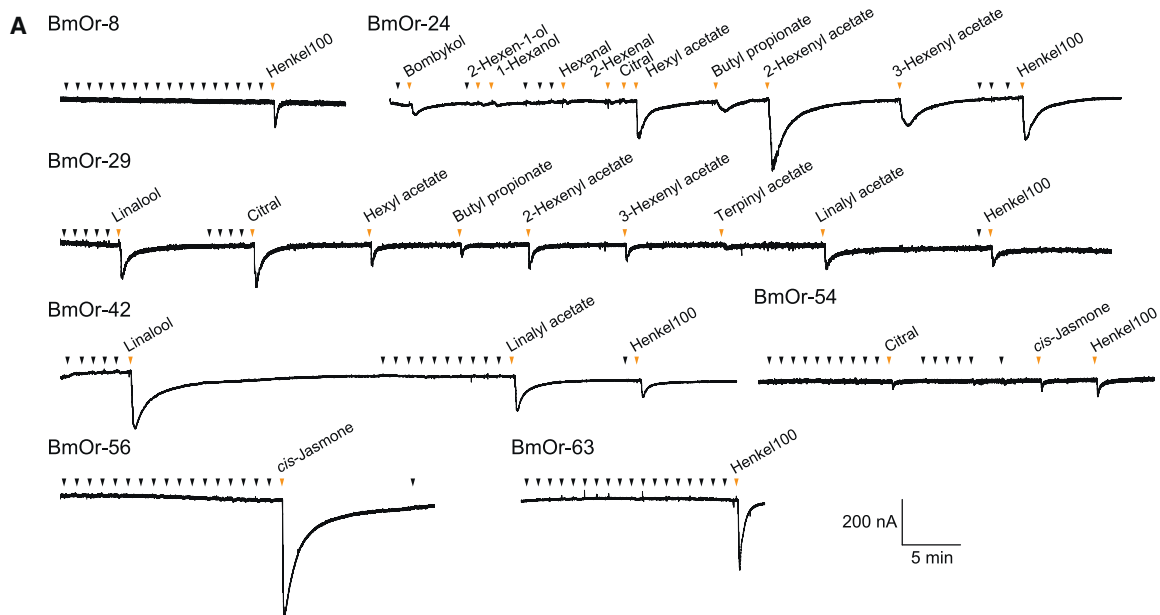 A
BmOr-8
Henkel100
BmOr-24
Bombykol
2-Hexen-1-ol
1-Hexanol
Hexanal
2-Hexenal
Citral
Hexyl acetate
Butyl propionate
2-Hexenyl acetate
3-Hexenyl acetate
Henkel100
BmOr-29
Linalool
Citral
Hexyl acetate
Butyl propionate
2-Hexenyl acetate
3-Hexenyl acetate
Terpinyl acetate
Linalyl acetate
Henkel100
BmOr-42
Linalool
Linalyl acetate
Henkel100
BmOr-54
Citral
cis-Jasmone
Henkel100
BmOr-56
cis-Jasmone
BmOr-63
Henkel100
200 nA
5 min